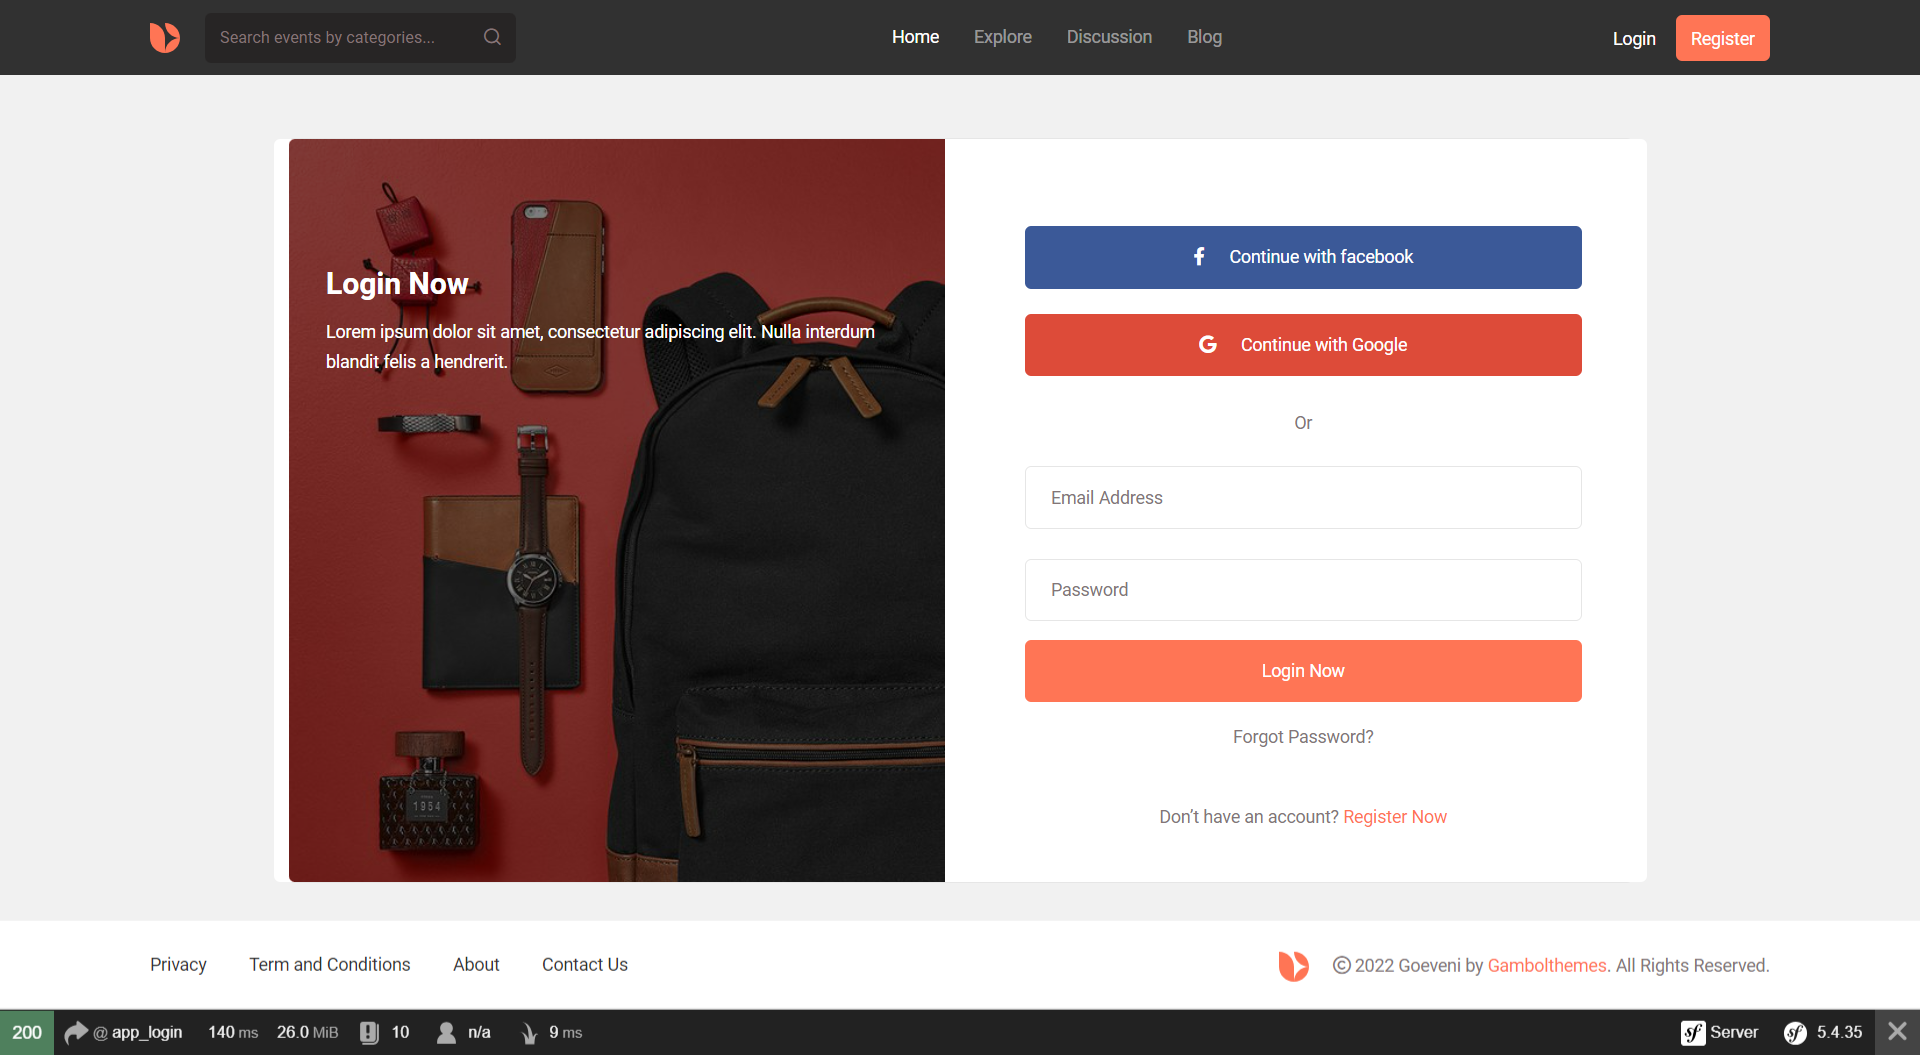 Search events by categories...
Home
Explore
Discussion
Blog
Login
Register
Login Now
Lorem ipsum dolor sit amet, consectetur adipiscing elit. Nulla interdum
blandit felis a hendrerit.
1954
Continue with facebook
Continue with Google
Or
Email Address
Password
Login Now
Forgot Password?
Don’t have an account? Register Now
Privacy
Term and Conditions
About
Contact Us
© 2022 Goeveni by Gambolthemes. All Rights Reserved.
200
@ app_login
140 ms
26.0 MiB
10
n/a
9 ms
sf Server
sf 5.4.35